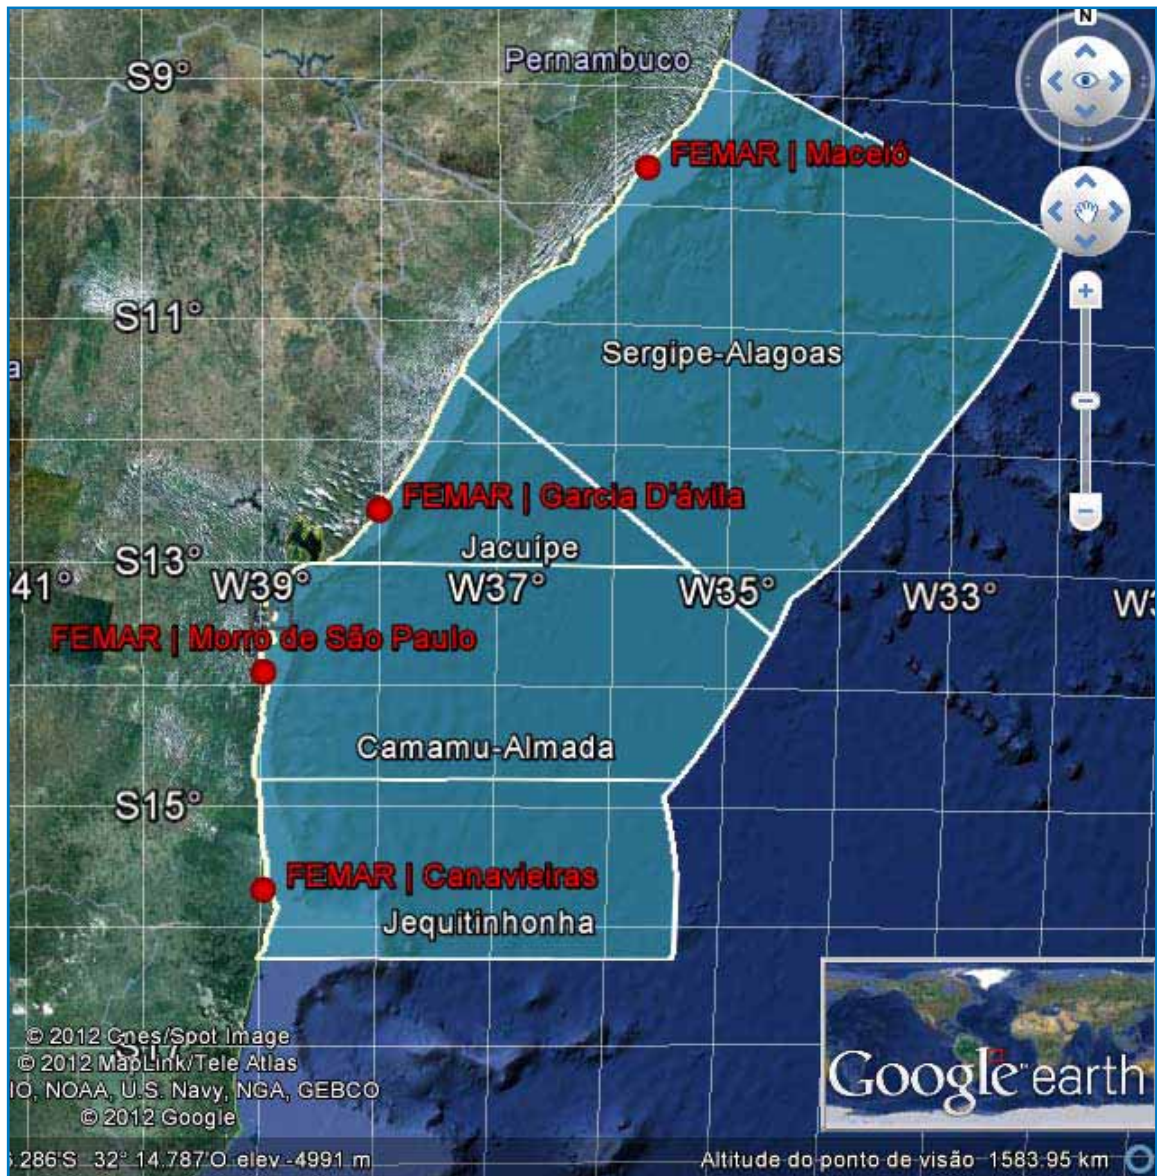 N
Pernambuco
S9°
FEMAR | Maceió
S11°
Sergipe-Alagoas
a
FEMAR | Garcia D'ávila
Jacuípe
S13°
41° W39° W37° W35° W33°
FEMAR | Morro de São Paulo
Camamu-Almada
S15°
FEMAR | Canavieiras
Jequitinhonha
© 2012 Cnes/Spot Image
S17°
© 2012 MapLink/Tele Atlas
IO, NOAA, U.S. Navy, NGA, GEBCO
© 2012 Google
Google earth
286'S 32° 14.787'O elev -4991 m Altitude do ponto de visão 1583.95 km